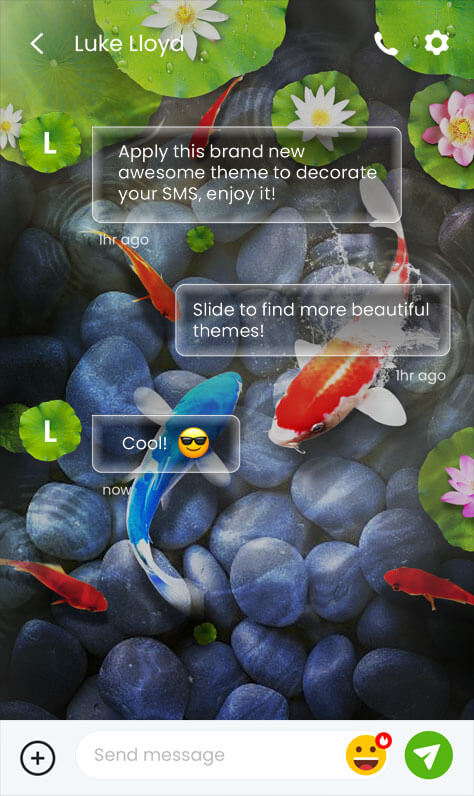 Luke Lloyd
L
Apply this brand new
awesome theme to decorate
your SMS, enjoy it!
1hr ago
Slide to find more beautiful
themes!
1hr ago
L
Cool! 😎
now
Send message